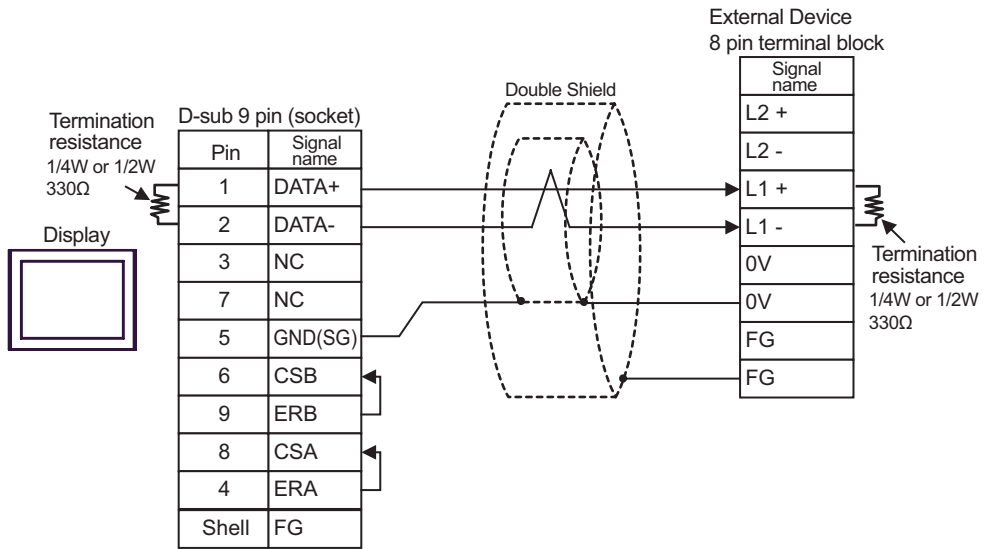 External Device
8 pin terminal block
Signal
name
L2 +
L2 -
L1 +
L1 -
0V
0V
FG
FG
Double Shield
Termination
resistance
1/4W or 1/2W
330Ω
D-sub 9 pin (socket)
Pin Signal
name
1 DATA+
2 DATA-
3 NC
7 NC
5 GND(SG)
6 CSB
9 ERB
8 CSA
4 ERA
Shell FG
Display
Termination
resistance
1/4W or 1/2W
330Ω